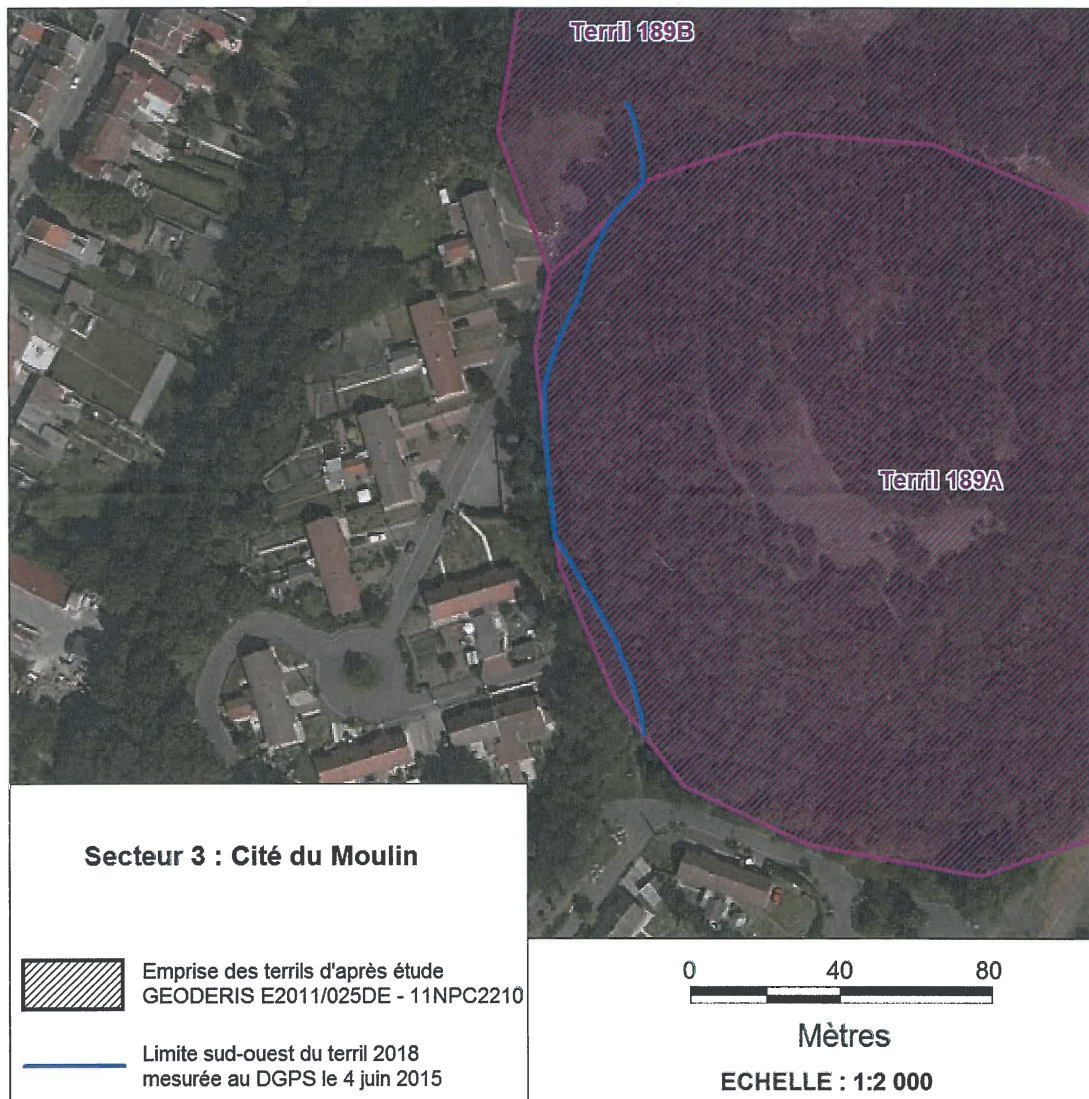 Terril 189B
Terril 189A
Secteur 3 : Cité du Moulin
Emprise des terrils d'après étude
GEODERIS E2011/025DE - 11NPC2210
Limite sud-ouest du terril 2018
mesurée au DGPS le 4 juin 2015
0 40 80
Mètres
ECHELLE : 1:2 000